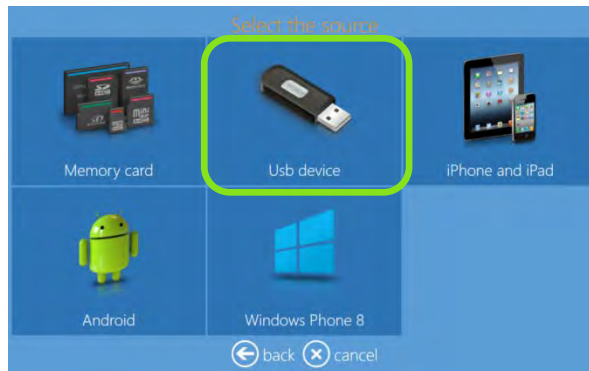 Select the source
Memory card
Usb device
iPhone and iPad
Android
Windows Phone 8
back cancel